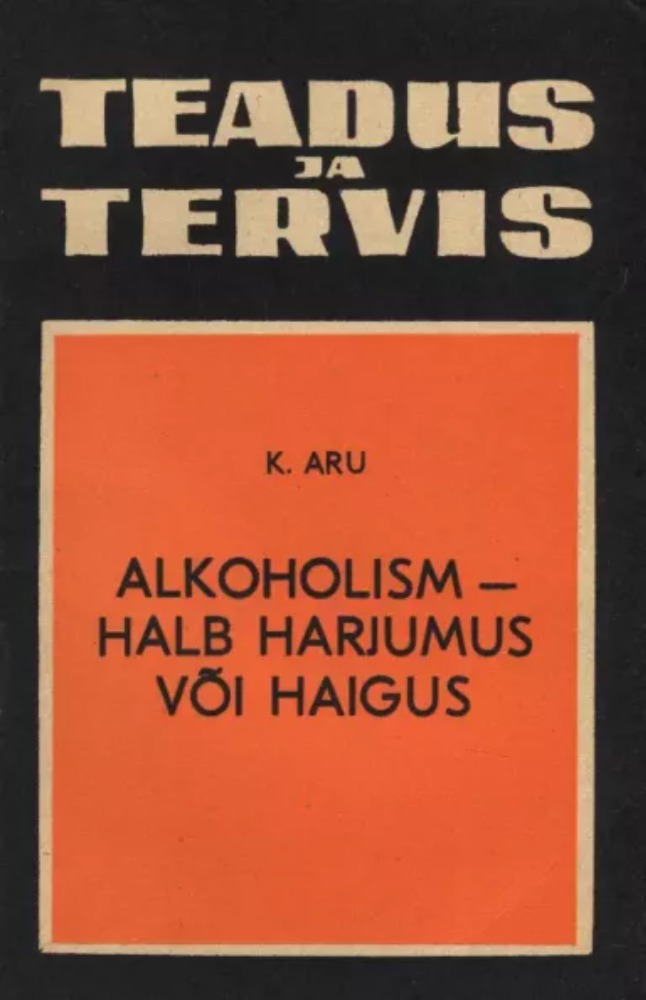 TEADUS
JA
TERVIS
K. ARU
ALKOHOLISM —
HALB HARJUMUS
VÕI HAIGUS